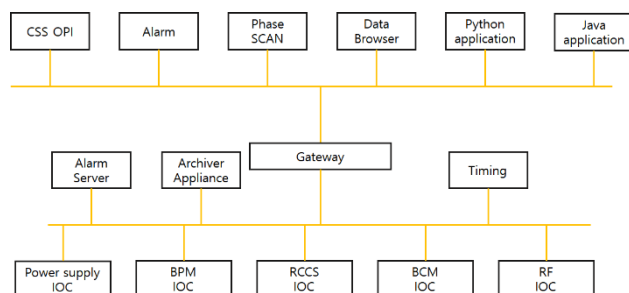 CSS OPI
Alarm
Phase
SCAN
Data
Browser
Python
application
Java
application
Alarm
Server
Archiver
Appliance
Gateway
Timing
Power supply
IOC
BPM
IOC
RCCS
IOC
BCM
IOC
RF
IOC